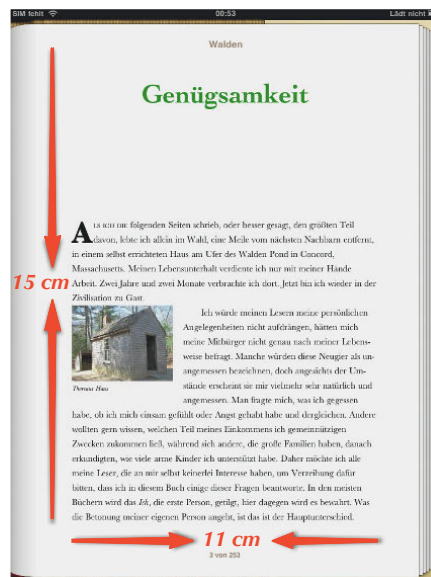 SIM fehlt 00:53 Lädt nicht
Walden
Genügsamkeit
ALS ICH DIE folgenden Seiten schrieb, oder besser gesagt, den größten Teil
davon, lebte ich allein im Wald, eine Meile vom nächsten Nachbarn entfernt,
in einem selbst errichteten Haus am Ufer des Walden Pond in Concord,
Massachusetts. Meinen Lebensunterhalt verdiente ich nur mit meiner Hände
15 cm
Arbeit. Zwei Jahre und zwei Monate verbrachte ich dort. Jetzt bin ich wieder in der
Zivilisation zu Gast.
Ich würde meinen Lesern meine persönlichen
Angelegenheiten nicht aufdrängen, hätten mich
meine Mitbürger nicht genau nach meiner Lebens-
weise befragt. Manche würden diese Neugier als un-
angemessen bezeichnen, doch angesichts der Um-
stände erscheint sie mir vielmehr sehr natürlich und
angemessen. Man fragte mich, was ich gegessen
Thoreaus Haus
habe, ob ich mich einsam gefühlt oder Angst gehabt habe und dergleichen. Andere
wollten gern wissen, welchen Teil meines Einkommens ich gemeinnützigen
Zwecken zukommen ließ, während sich andere, die große Familien haben, danach
erkundigten, wie viele arme Kinder ich unterstützt habe. Daher möchte ich alle
meine Leser, die an mir selbst keinerlei Interesse haben, um Verzeihung dafür
bitten, dass ich in diesem Buch einige dieser Fragen beantworte. In den meisten
Büchern wird das Ich, die erste Person, getilgt, hier dagegen wird es bewahrt. Was
die Betonung meiner eigenen Person angeht, ist das ist der Hauptunterschied.
11 cm
3 von 253